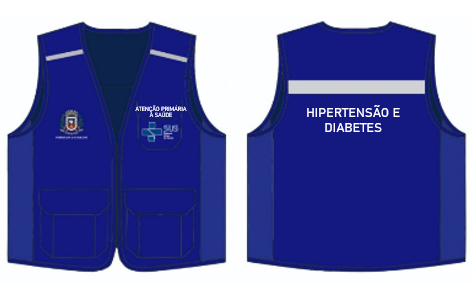 ATENÇÃO PRIMÁRIA
À SAÚDE
SUS
HIPERTENSÃO E
DIABETES